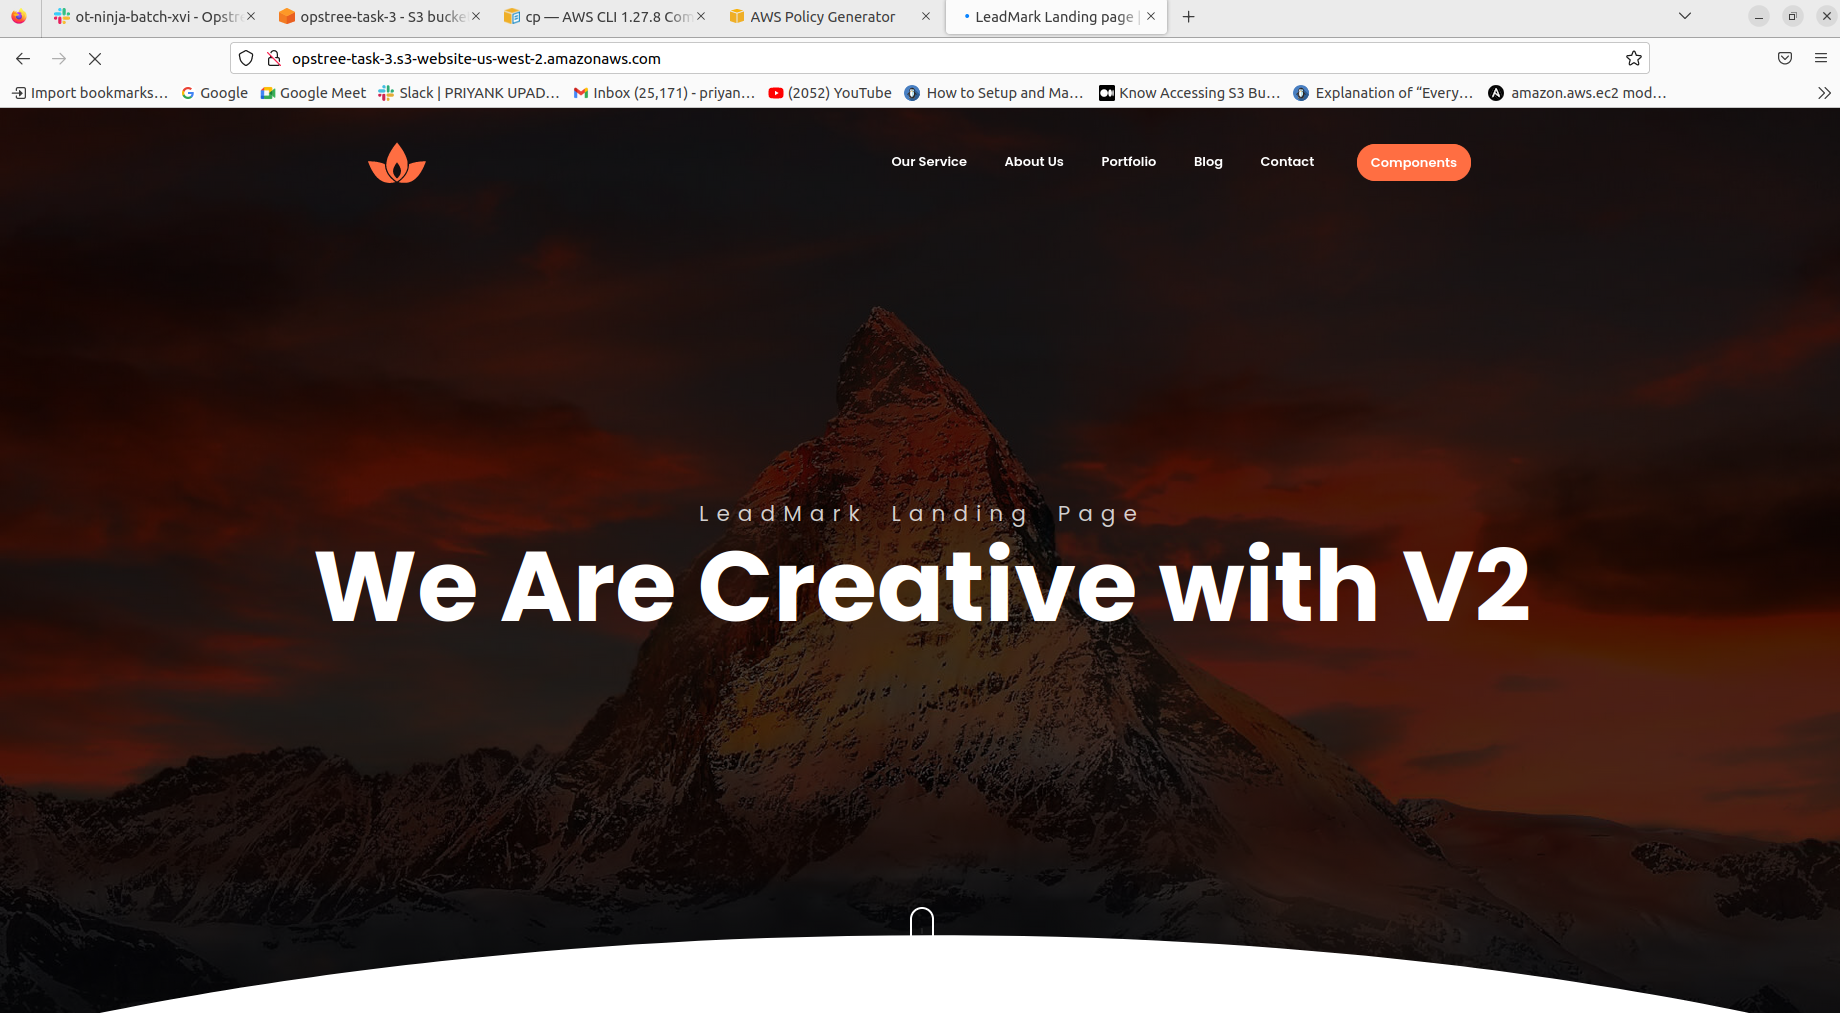 ot-ninja-batch-xvi - Opstr
opstree-task-3 - S3 bucke
cp — AWS CLI 1.27.8 Com
AWS Policy Generator
LeadMark Landing page |
opstree-task-3.s3-website-us-west-2.amazonaws.com
Import bookmarks...
Google
Google Meet
Slack | PRIYANK UPAD...
Inbox (25,171) - priyan...
(2052) YouTube
How to Setup and Ma...
Know Accessing S3 Bu...
Explanation of “Every...
amazon.aws.ec2 mod...
Our Service
About Us
Portfolio
Blog
Contact
Components
LeadMark Landing Page
We Are Creative with V2